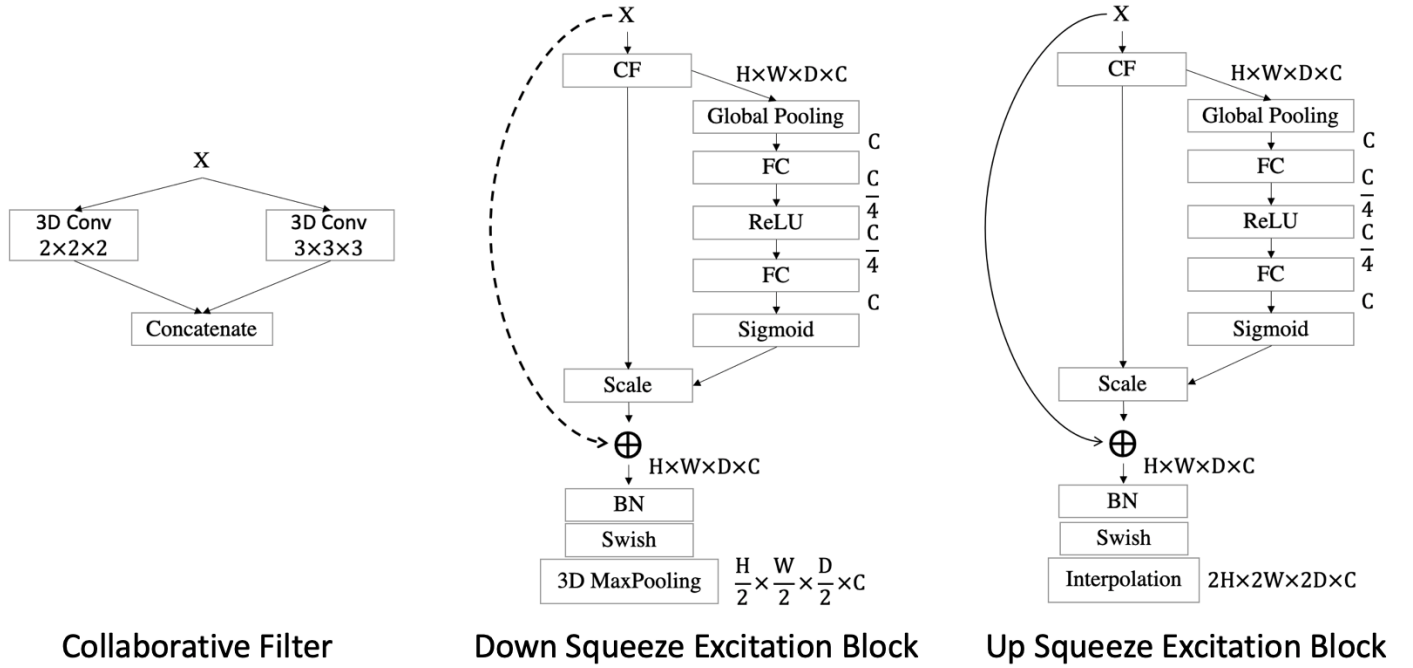 X
3D Conv
2×2×2
3D Conv
3×3×3
Concatenate
Collaborative Filter
X
CF
H×W×D×C
Global Pooling
C
FC
C
4
ReLU
C
4
FC
C
Sigmoid
Scale
⊕
H×W×D×C
BN
Swish
3D MaxPooling
H/2×W/2×D/2×C
Down Squeeze Excitation Block
X
CF
H×W×D×C
Global Pooling
C
FC
C
4
ReLU
C
4
FC
C
Sigmoid
Scale
⊕
H×W×D×C
BN
Swish
Interpolation
2H×2W×2D×C
Up Squeeze Excitation Block